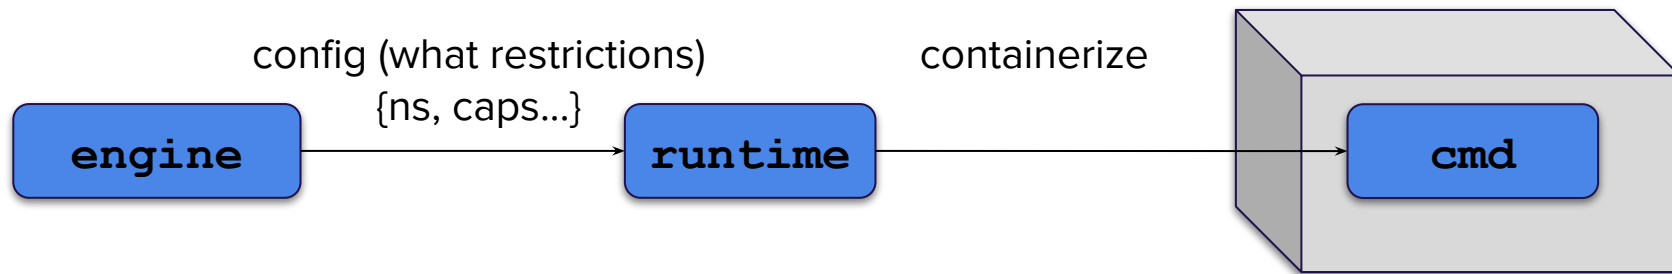 config (what restrictions)
{ns, caps...}
containerize
engine
runtime
cmd